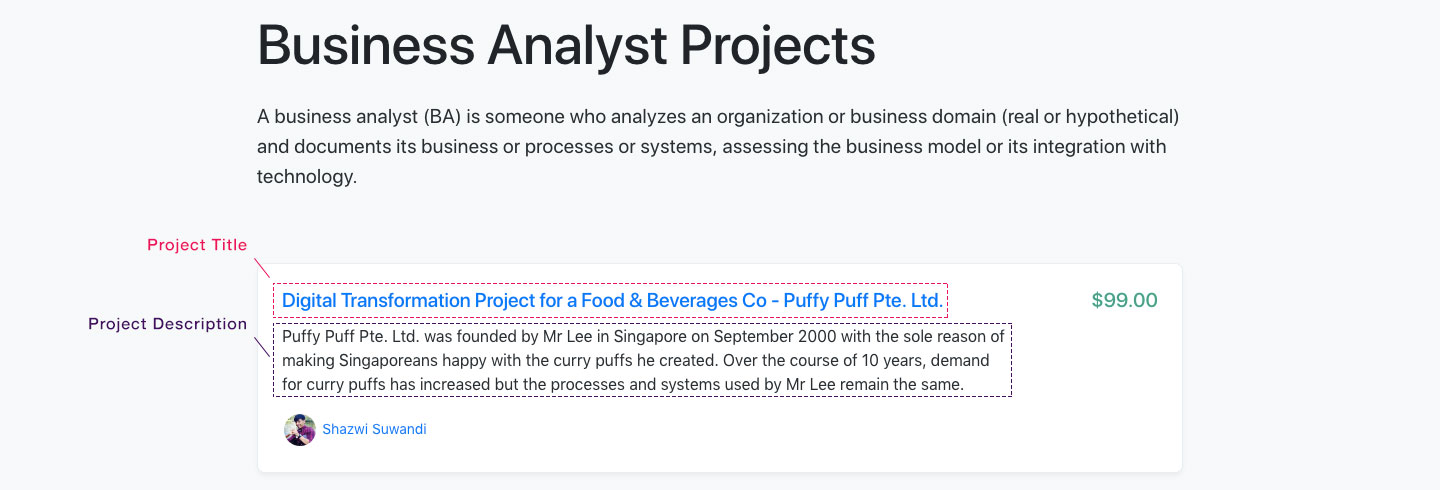 Business Analyst Projects
A business analyst (BA) is someone who analyzes an organization or business domain (real or hypothetical)
and documents its business or processes or systems, assessing the business model or its integration with
technology.
Project Title
Digital Transformation Project for a Food & Beverages Co - Puffy Puff Pte. Ltd.
$99.00
Project Description
Puffy Puff Pte. Ltd. was founded by Mr Lee in Singapore on September 2000 with the sole reason of
making Singaporeans happy with the curry puffs he created. Over the course of 10 years, demand
for curry puffs has increased but the processes and systems used by Mr Lee remain the same.
Shazwi Suwandi